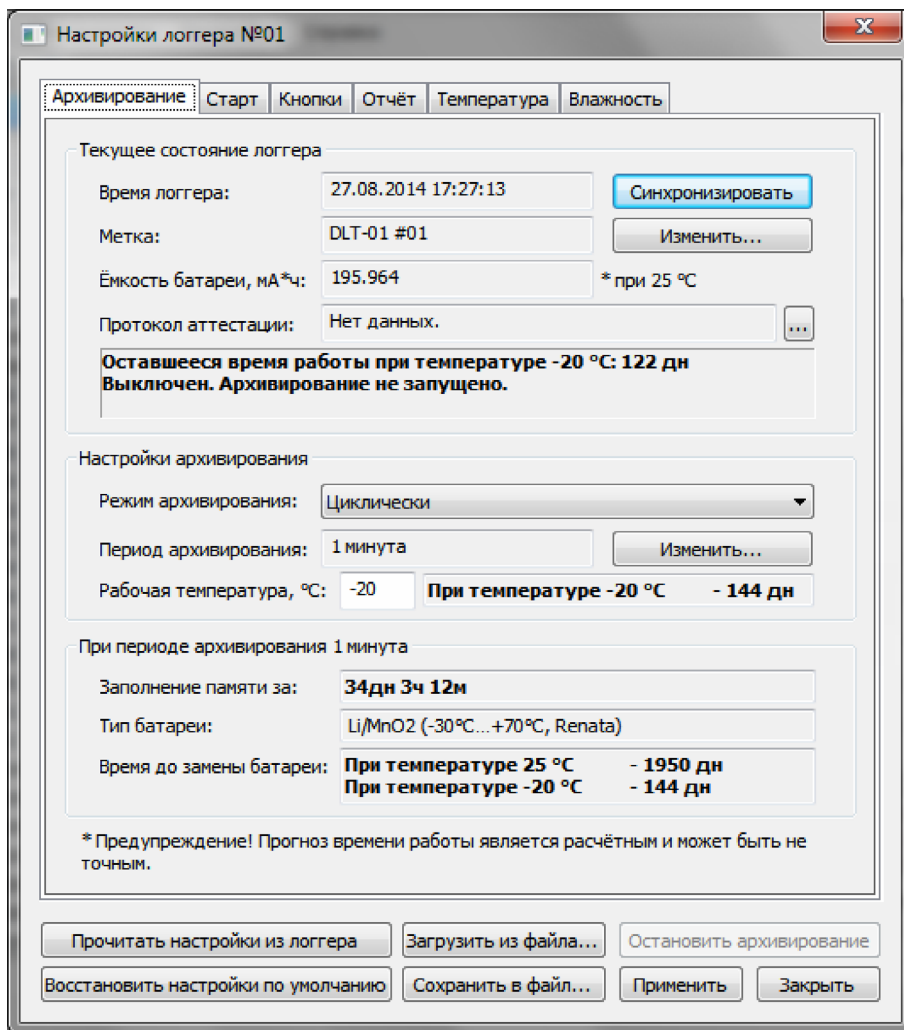 Настройки логгера №01
Архивирование Старт Кнопки Отчёт Температура Влажность
Текущее состояние логгера
Время логгера: 27.08.2014 17:27:13 Синхронизировать
Метка: DLT-01 #01 Изменить...
Ёмкость батареи, мА*ч: 195.964 * при 25 °C
Протокол аттестации: Нет данных. ...
Оставшееся время работы при температуре -20 °C: 122 дн
Выключен. Архивирование не запущено.
Настройки архивирования
Режим архивирования: Циклически
Период архивирования: 1 минута Изменить...
Рабочая температура, °C: -20 При температуре -20 °C - 144 дн
При периоде архивирования 1 минута
Заполнение памяти за: 34дн 3ч 12м
Тип батареи: Li/MnO2 (-30°C...+70°C, Renata)
Время до замены батареи: При температуре 25 °C - 1950 дн
При температуре -20 °C - 144 дн
* Предупреждение! Прогноз времени работы является расчётным и может быть не
точным.
Прочитать настройки из логгера Загрузить из файла... Остановить архивирование
Восстановить настройки по умолчанию Сохранить в файл... Применить Закрыть